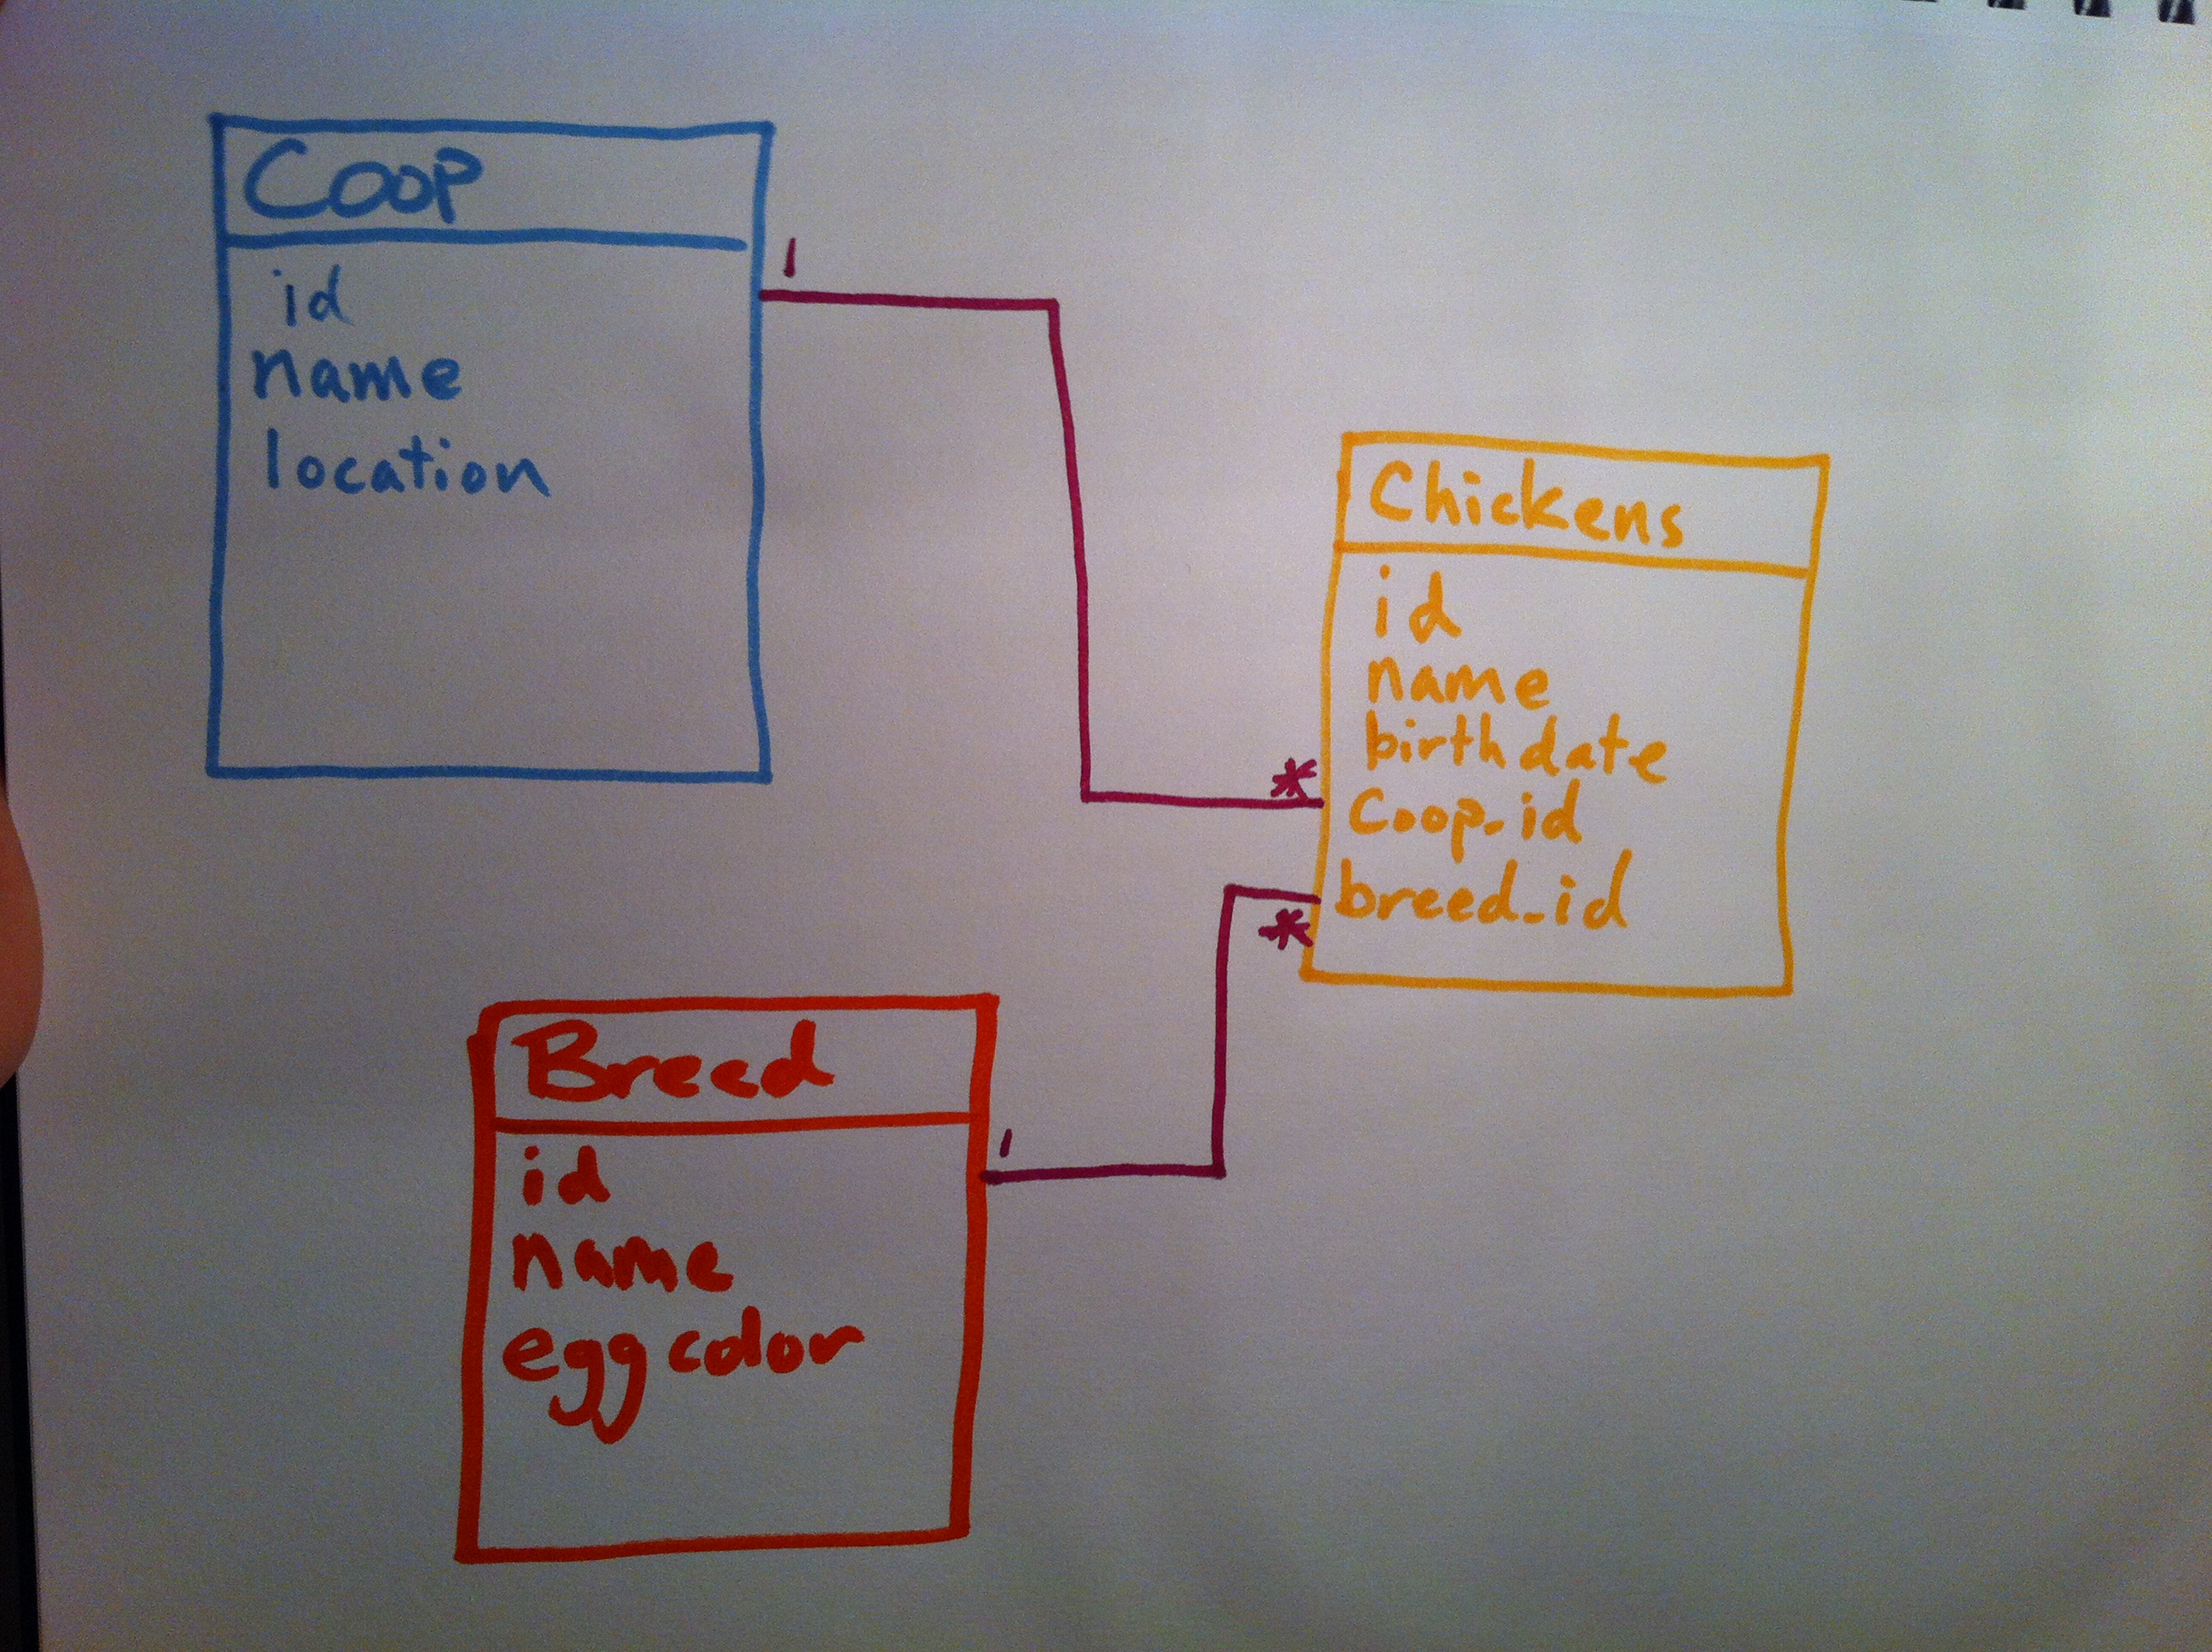 Coop
id
name
location
1
Chickens
id
name
birthdate
*
Coop_id
breed_id
*
Breed
1
id
name
egg color